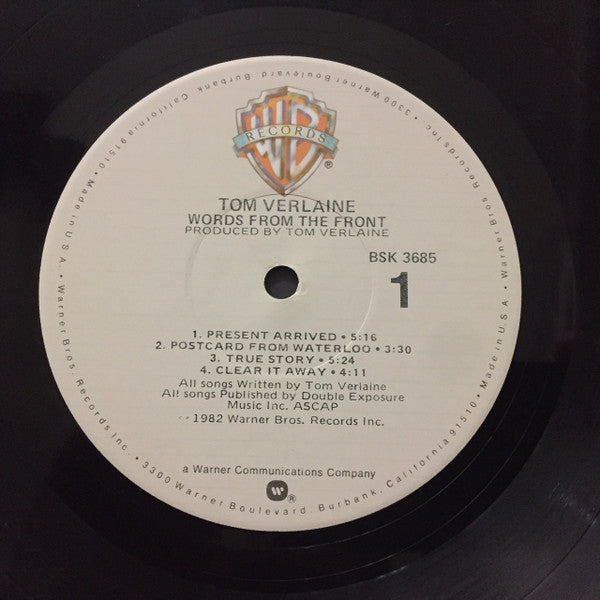 WB
RECORDS
®
TOM VERLAINE
WORDS FROM THE FRONT
PRODUCED BY TOM VERLAINE
BSK 3685
1
1. PRESENT ARRIVED • 5:16
2. POSTCARD FROM WATERLOO • 3:30
3. TRUE STORY • 5:24
4. CLEAR IT AWAY • 4:11
All songs Written by Tom Verlaine
All songs Published by Double Exposure
Music Inc. ASCAP
1982 Warner Bros. Records Inc.
a Warner Communications Company
W®
Warner Bros. Records Inc. • 3300 Warner Boulevard, Burbank, California 91510 • Made in U.S.A. • Warner Bros. Records Inc. • 3300 Warner Boulevard, Burbank, California 91510 • Made in U.S.A. •